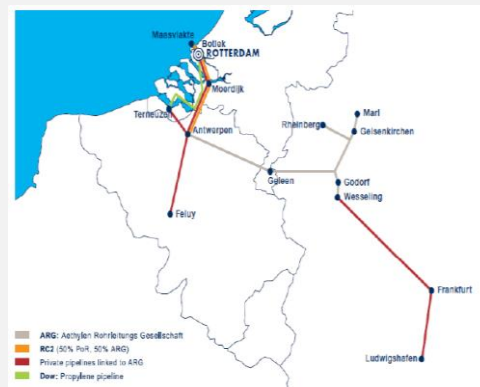 Maasvlakte
Botlek
ROTTERDAM
Moerdijk
Terneuzen
Antwerpen
Rheinberg
Marl
Gelsenkirchen
Geleen
Godorf
Wesseling
Feluy
Frankfurt
Ludwigshafen
ARG: Aethylen Rohrleitungs Gesellschaft
RC2 (50% PoR, 50% ARG)
Private pipelines linked to ARG
Dow: Propylene pipeline